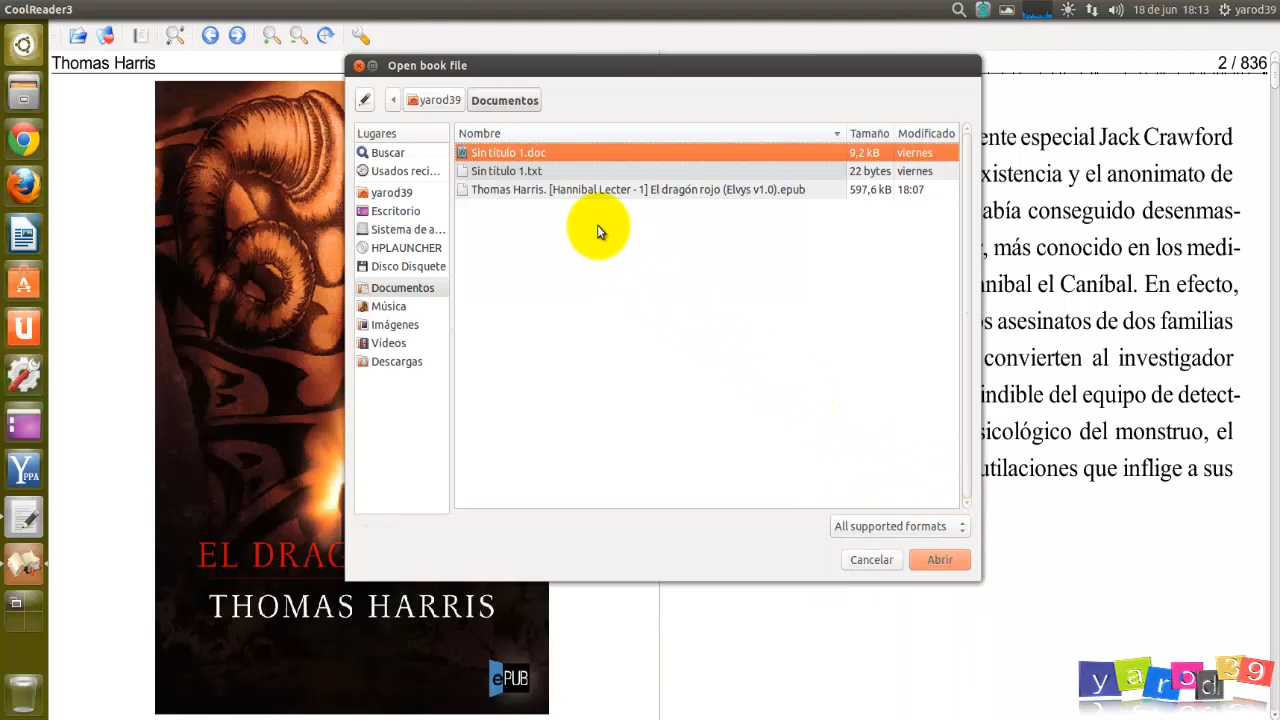 CoolReader3
18 de jun 18:13 yarod39
Thomas Harris
2 / 836
Open book file
yarod39 Documentos
Lugares
Buscar
Usados reci...
yarod39
Escritorio
Sistema de a...
HPLAUNCHER
Disco Disquete
Documentos
Música
Imágenes
Vídeos
Descargas
Nombre Tamaño Modificado
Sin titulo 1.doc 9,2 kB viernes
Sin titulo 1.txt 22 bytes viernes
Thomas Harris. [Hannibal Lecter - 1] El dragón rojo (Elvys v1.0).epub 597,6 kB 18:07
All supported formats
Cancelar Abrir
ente especial Jack Crawford
xistencia y el anonimato de
abía conseguido desenmas-
, más conocido en los medi-
anibal el Caníbal. En efecto,
s asesinatos de dos familias
convierten al investigador
indible del equipo de detect-
sicológico del monstruo, el
utilaciones que inflige a sus
EL DRAG
THOMAS HARRIS
ePUB
YPPA
yarod39